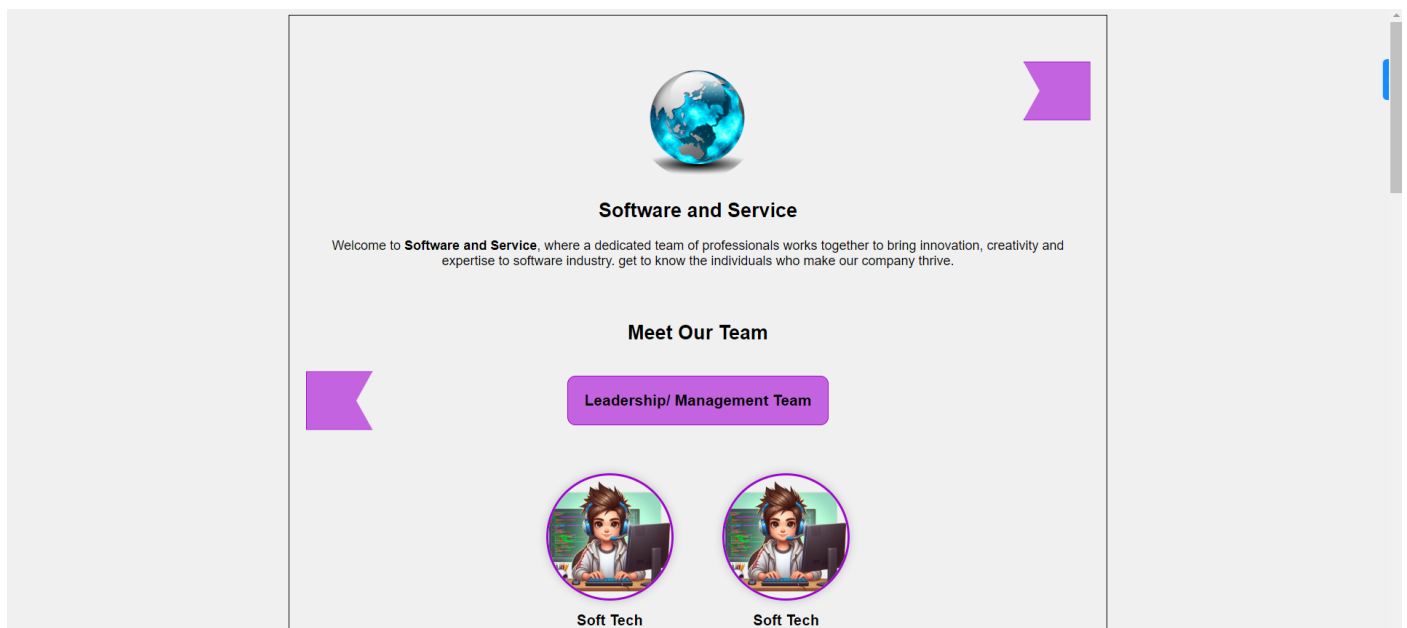 Software and Service
Welcome to Software and Service, where a dedicated team of professionals works together to bring innovation, creativity and
expertise to software industry. get to know the individuals who make our company thrive.
Meet Our Team
Leadership/ Management Team
Soft Tech
Soft Tech